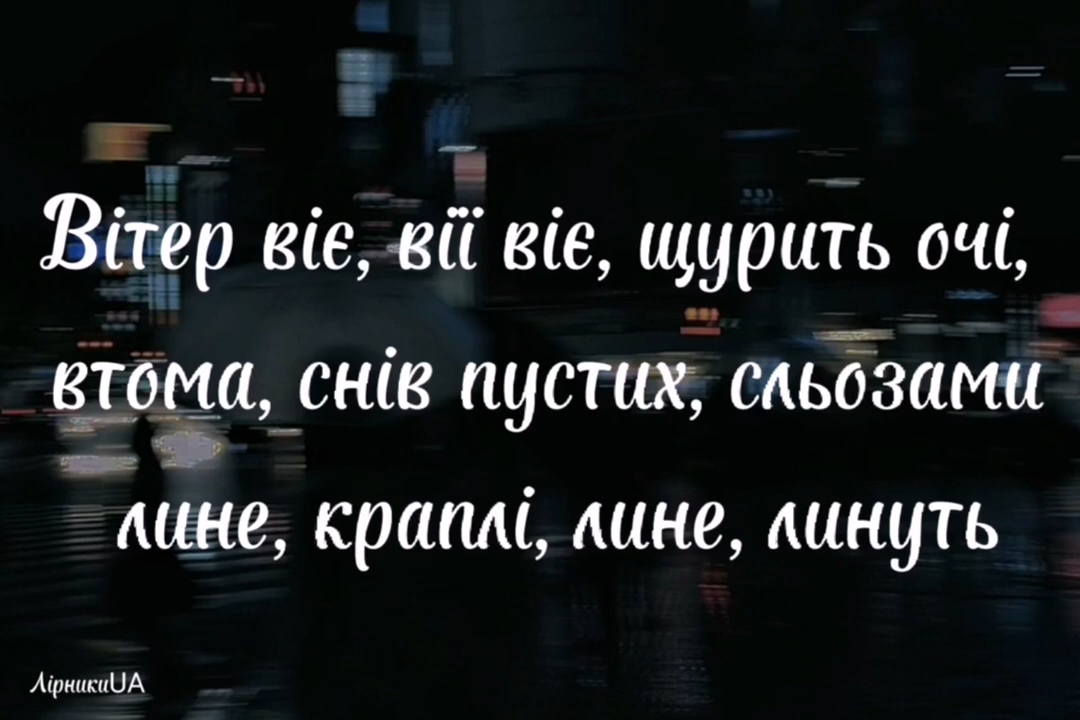 Вітер віє, вії віє, щурить очі,
втома, снів пустих, сльозами
лине, краплі, лине, линуть
ЛірникиUA